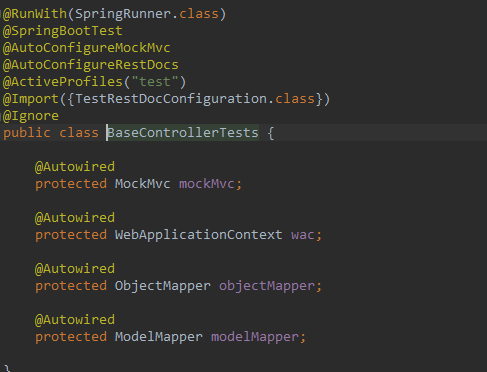 @RunWith(SpringRunner.class)
@SpringBootTest
@AutoConfigureMockMvc
@AutoConfigureRestDocs
@ActiveProfiles("test")
@Import({TestRestDocConfiguration.class})
@Ignore
public class BaseControllerTests {
@Autowired
protected MockMvc mockMvc;
@Autowired
protected WebApplicationContext wac;
@Autowired
protected ObjectMapper objectMapper;
@Autowired
protected ModelMapper modelMapper;
}